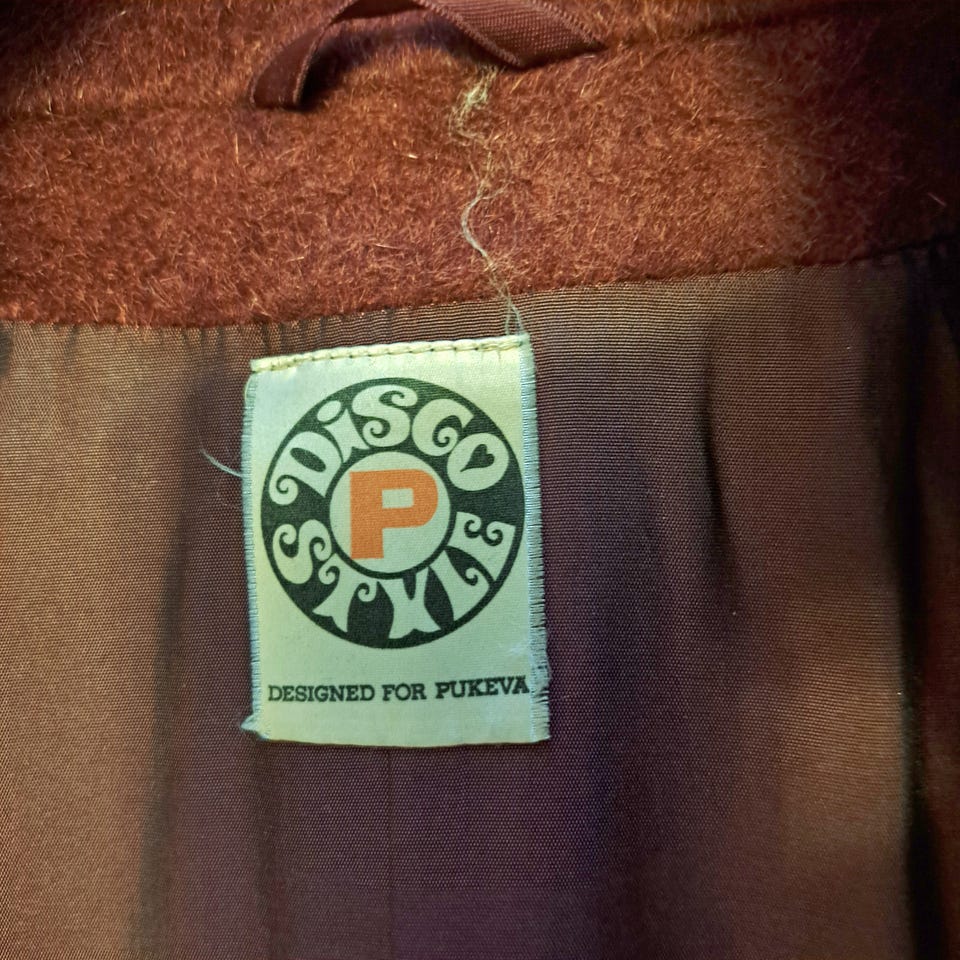 DiSCO
STYLE
P
DESIGNED FOR PUKEVA